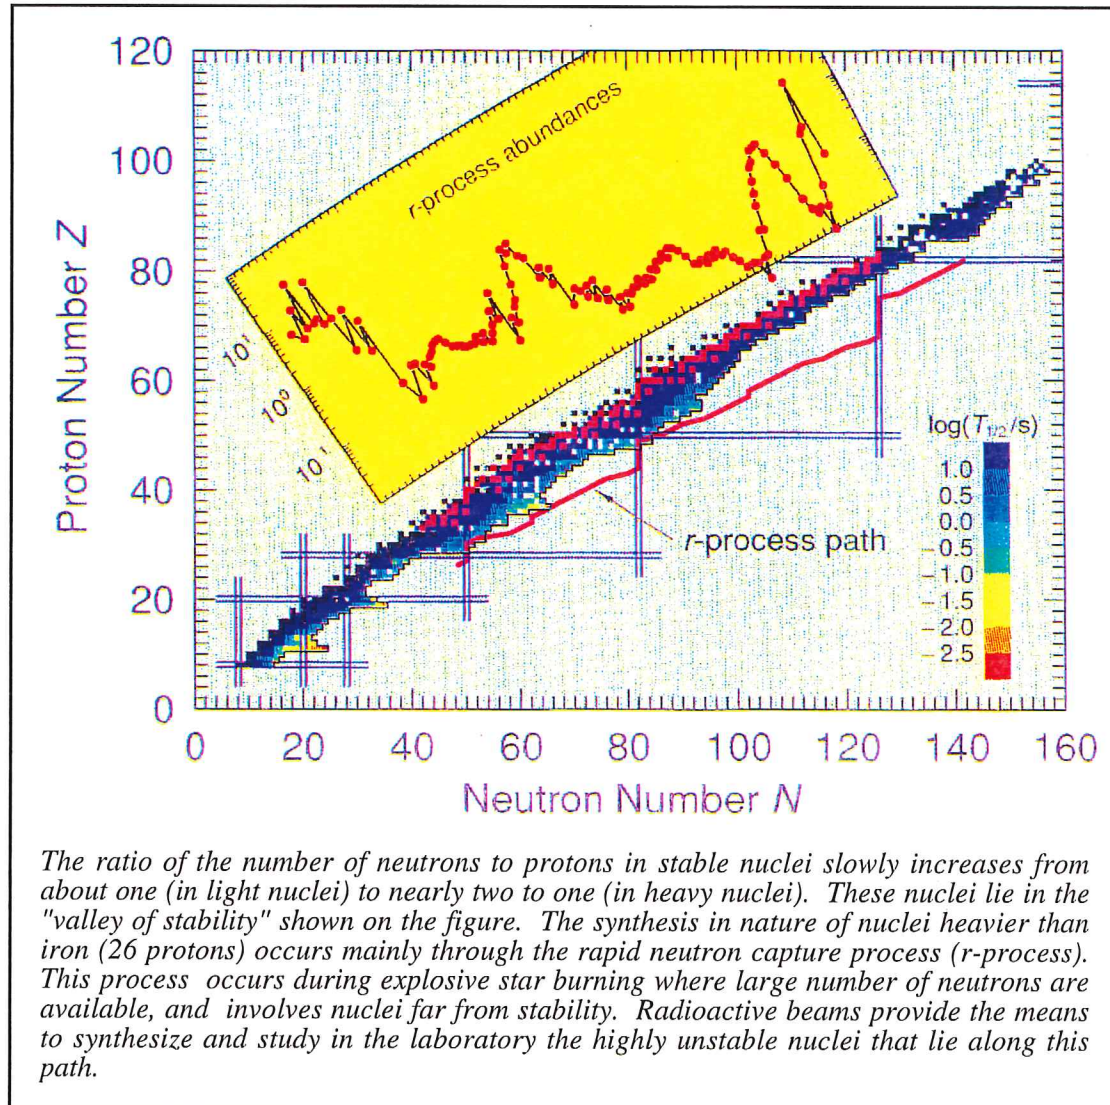 120
100
80
60
40
20
0
Proton Number Z
r-process abundances
10¹
10⁰
10¹
r-process path
log(T1/2/s)
1.0
0.5
0.0
−0.5
−1.0
−1.5
−2.0
−2.5
0 20 40 60 80 100 120 140 160
Neutron Number N
The ratio of the number of neutrons to protons in stable nuclei slowly increases from
about one (in light nuclei) to nearly two to one (in heavy nuclei). These nuclei lie in the
"valley of stability" shown on the figure. The synthesis in nature of nuclei heavier than
iron (26 protons) occurs mainly through the rapid neutron capture process (r-process).
This process occurs during explosive star burning where large number of neutrons are
available, and involves nuclei far from stability. Radioactive beams provide the means
to synthesize and study in the laboratory the highly unstable nuclei that lie along this
path.